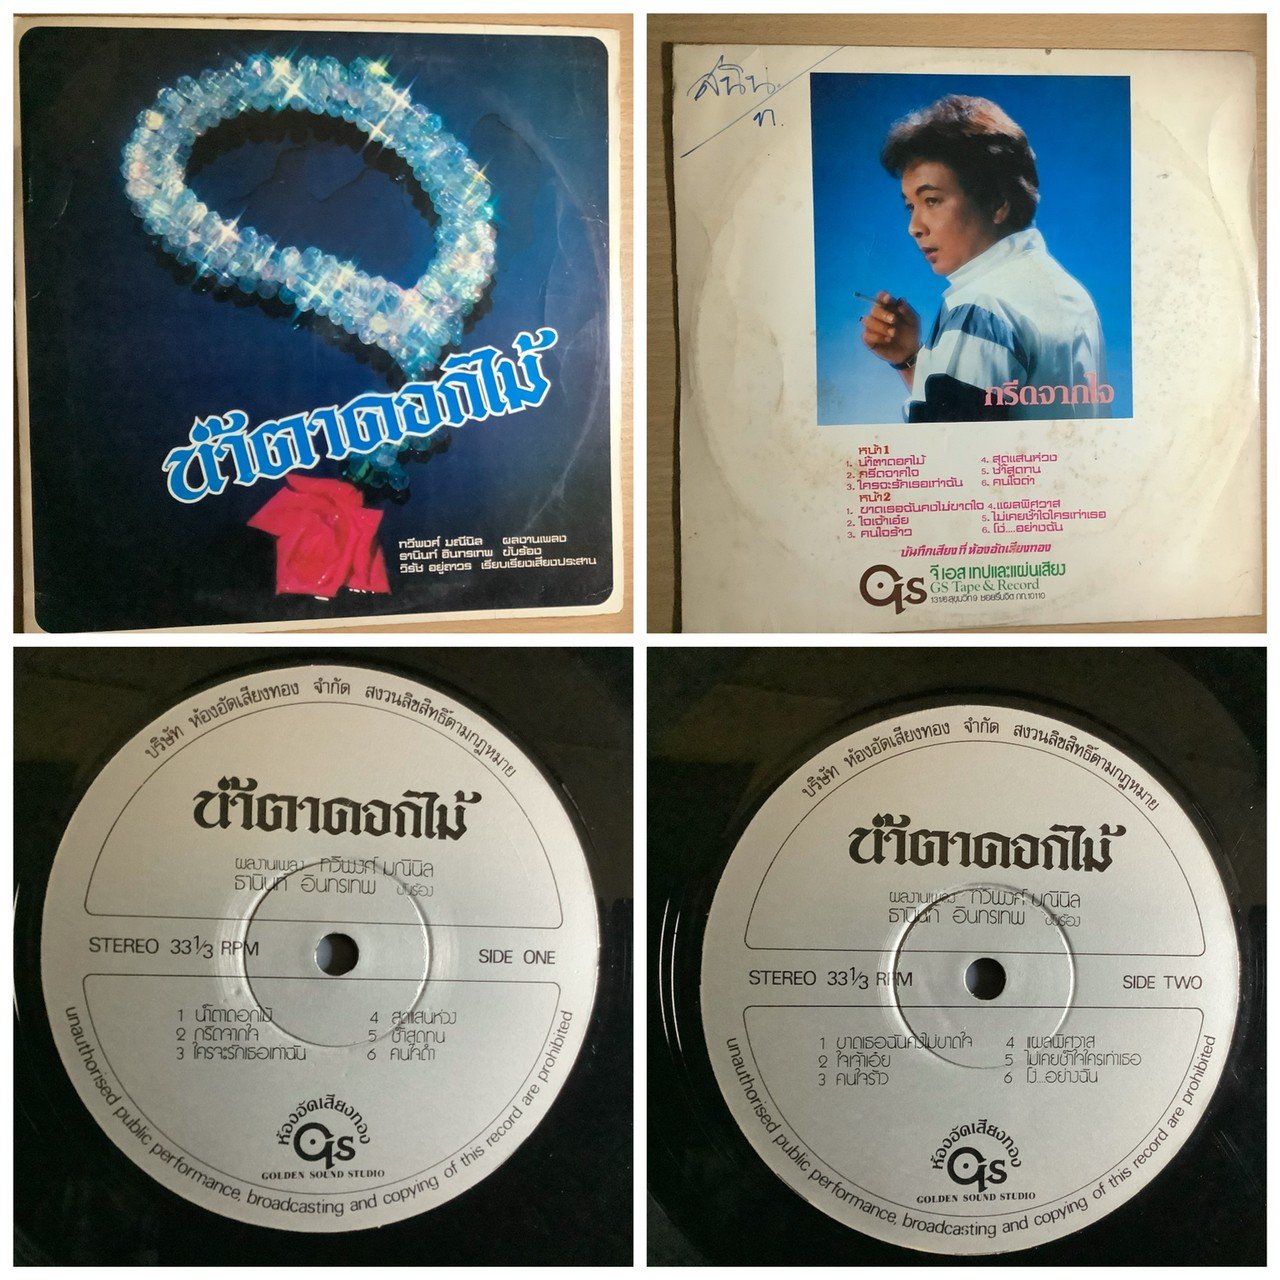 น้ำตาดอกไม้
ทวีพงศ์ มณีนิล ผลงานเพลง
ธานินท์ อินทรเทพ ขับร้อง
วิรัช อยู่ถาวร เรียบเรียงเสียงประสาน
กรีดจากใจ
หน้า 1
1. น้ำตาดอกไม้ 4. สุดแสนห่วง
2. กรีดจากใจ 5. ช้ำสุดทน
3. ใครจะรักเธอเท่าฉัน 6. คนใจดำ
หน้า 2
1. ขาดเธอฉันคงไม่ขาดใจ 4. แผลพิศวาส
2. ใจเจ้าเอ๋ย 5. ไม่เคยช้ำใจใครเท่าเธอ
3. คนใจร้าว 6. โง่....อย่างฉัน
บันทึกเสียงที่ ห้องอัดเสียงทอง
GS จีเอส เทปและแผ่นเสียง
GS Tape & Record
131/6 สุขุมวิท 9 ซอยรื่นจิต กท.10110
บริษัท ห้องอัดเสียงทอง จำกัด สงวนลิขสิทธิ์ตามกฎหมาย
น้ำตาดอกไม้
ผลงานเพลง ทวีพงศ์ มณีนิล
ธานินท์ อินทรเทพ ขับร้อง
STEREO 33 1/3 RPM SIDE ONE
1 น้ำตาดอกไม้ 4 สุดแสนห่วง
2 กรีดจากใจ 5 ช้ำสุดทน
3 ใครจะรักเธอเท่าฉัน 6 คนใจดำ
ห้องอัดเสียงทอง
GS
GOLDEN SOUND STUDIO
unauthorised public performance, broadcasting and copying of this record are prohibited
บริษัท ห้องอัดเสียงทอง จำกัด สงวนลิขสิทธิ์ตามกฎหมาย
น้ำตาดอกไม้
ผลงานเพลง ทวีพงศ์ มณีนิล
ธานินท์ อินทรเทพ ขับร้อง
STEREO 33 1/3 RPM SIDE TWO
1 ขาดเธอฉันคงไม่ขาดใจ 4 แผลพิศวาส
2 ใจเจ้าเอ๋ย 5 ไม่เคยช้ำใจใครเท่าเธอ
3 คนใจร้าว 6 โง่...อย่างฉัน
ห้องอัดเสียงทอง
GS
GOLDEN SOUND STUDIO
unauthorised public performance, broadcasting and copying of this record are prohibited